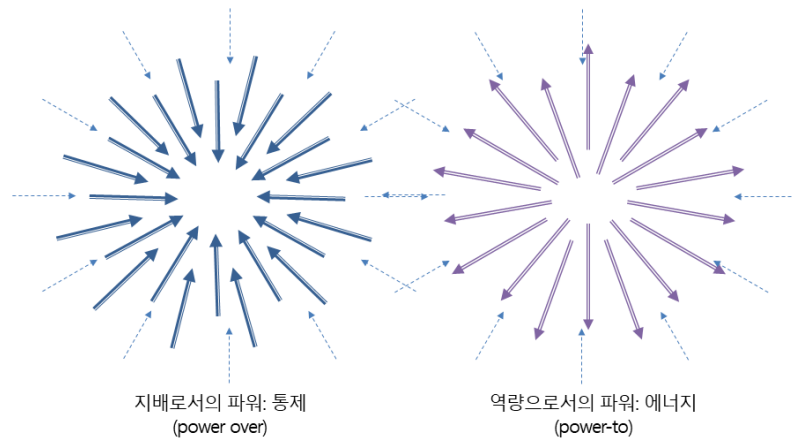 지배로서의 파워: 통제
(power over)
역량으로서의 파워: 에너지
(power-to)